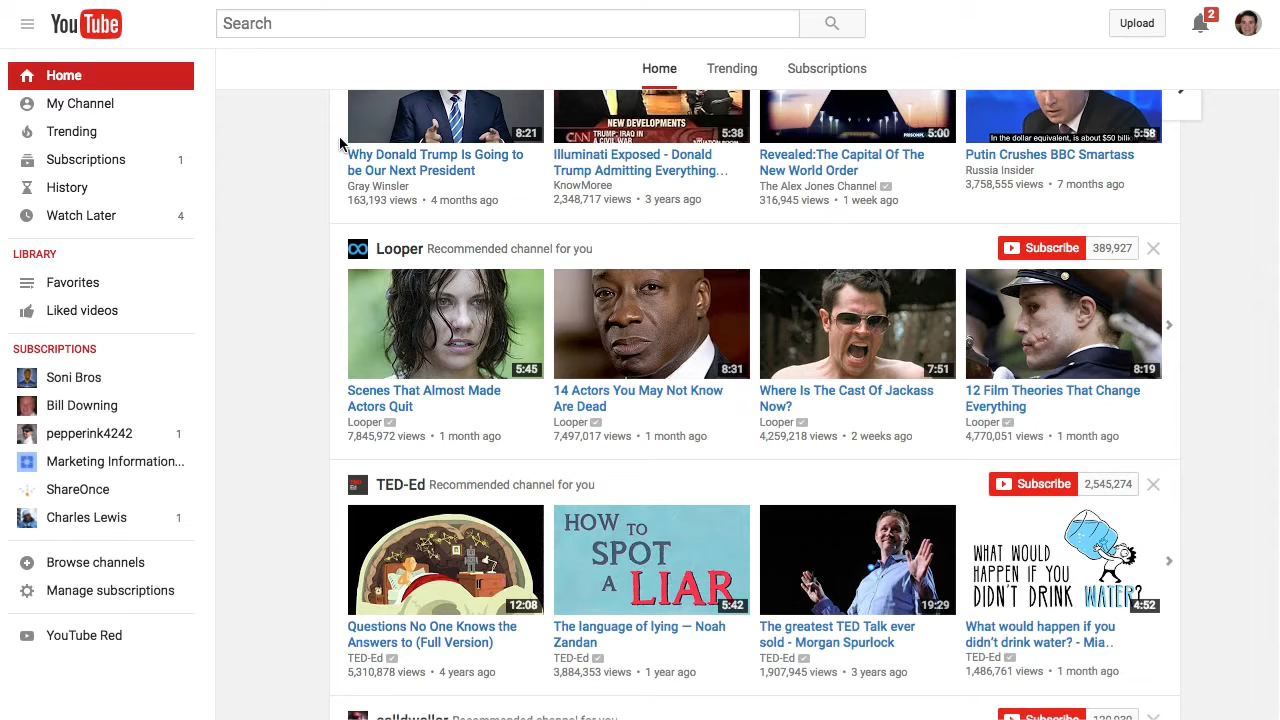 YouTube
Search
Upload
2
Home
Trending
Subscriptions
Home
My Channel
Trending
Subscriptions 1
History
Watch Later 4
LIBRARY
Favorites
Liked videos
SUBSCRIPTIONS
Soni Bros
Bill Downing
pepperink4242 1
Marketing Information...
ShareOnce
Charles Lewis 1
Browse channels
Manage subscriptions
YouTube Red
8:21
NEW DEVELOPMENTS
CNN TRUMP: IRAQ IN A CIVIL WAR
5:38
5:00
In the dollar equivalent, is about $50 billi
5:58
Why Donald Trump Is Going to be Our Next President
Gray Winsler
163,193 views • 4 months ago
Illuminati Exposed - Donald Trump Admitting Everything...
KnowMoree
2,348,717 views • 3 years ago
Revealed:The Capital Of The New World Order
The Alex Jones Channel
316,945 views • 1 week ago
Putin Crushes BBC Smartass
Russia Insider
3,758,555 views • 7 months ago
Looper Recommended channel for you
Subscribe 389,927
5:45
8:31
7:51
8:19
Scenes That Almost Made Actors Quit
Looper
7,845,972 views • 1 month ago
14 Actors You May Not Know Are Dead
Looper
7,497,017 views • 1 month ago
Where Is The Cast Of Jackass Now?
Looper
4,259,218 views • 2 weeks ago
12 Film Theories That Change Everything
Looper
4,770,051 views • 1 month ago
TED-Ed Recommended channel for you
Subscribe 2,545,274
12:08
HOW TO SPOT A LIAR
5:42
19:29
WHAT WOULD HAPPEN IF YOU DIDN'T DRINK WATER?
4:52
Questions No One Knows the Answers to (Full Version)
TED-Ed
5,310,878 views • 4 years ago
The language of lying — Noah Zandan
TED-Ed
3,884,353 views • 1 year ago
The greatest TED Talk ever sold - Morgan Spurlock
TED-Ed
1,907,945 views • 3 years ago
What would happen if you didn't drink water? - Mia..
TED-Ed
1,486,761 views • 1 month ago
Subscribe